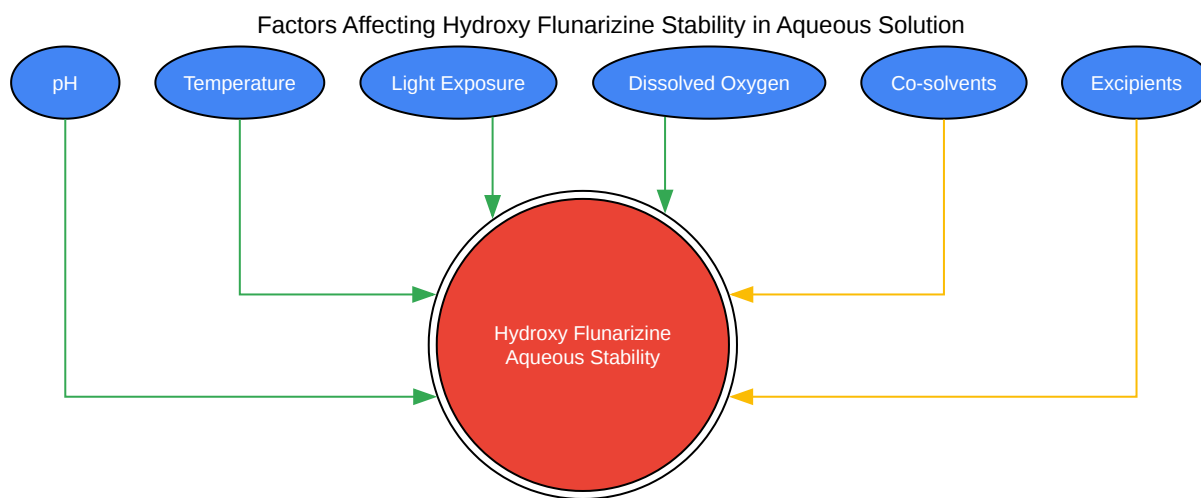 Factors Affecting Hydroxy Flunarizine Stability in Aqueous Solution
pH
Temperature
Light Exposure
Dissolved Oxygen
Co-solvents
Excipients
Hydroxy Flunarizine
Aqueous Stability